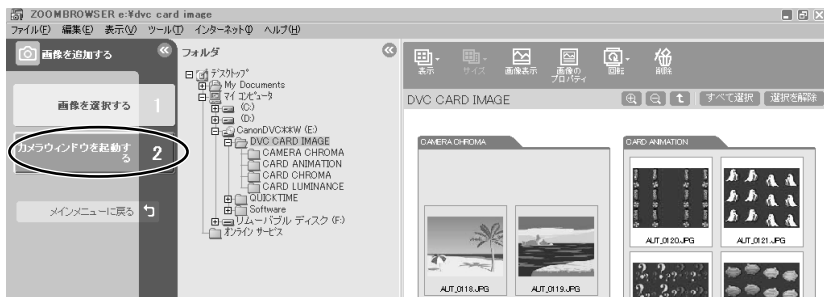 ZOOMBROWSER e:¥dvc card image
ファイル(F) 編集(E) 表示(V) ツール(T) インターネット(I) ヘルプ(H)
画像を追加する
画像を選択する 1
カメラウィンドウを起動する 2
メインメニューに戻る
フォルダ
デスクトップ
My Documents
マイ コンピュータ
(C:)
(D:)
CanonDVC**W (E:)
DVC CARD IMAGE
CAMERA CHROMA
CARD ANIMATION
CARD CHROMA
CARD LUMINANCE
QUICKTIME
Software
リムーバブル ディスク (F:)
オンライン サービス
表示 サイズ 画像表示 画像のプロパティ 回転 削除
DVC CARD IMAGE すべて選択 選択を解除
CAMERA CHROMA
AUT_0118.JPG AUT_0119.JPG
CARD ANIMATION
AUT_0120.JPG AUT_0121.JPG